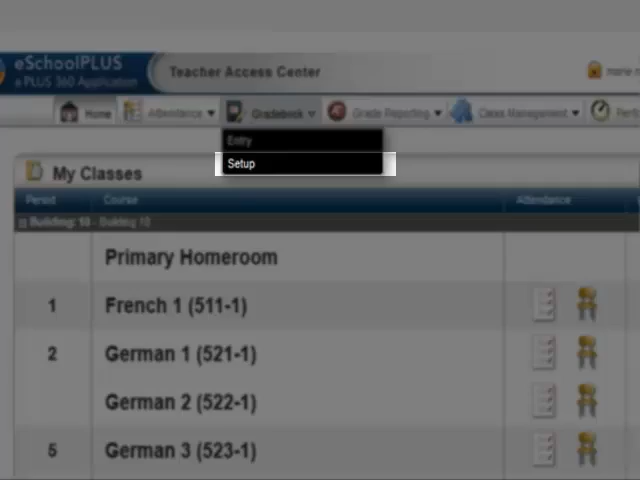 eSchoolPLUS
e PLUS 360 Application
Teacher Access Center
Home Attendance Gradebook Grade Reporting Class Management
Entry
Setup
My Classes
Period Course Attendance
Building: 10 - Building 10
Primary Homeroom
1 French 1 (511-1)
2 German 1 (521-1)
German 2 (522-1)
5 German 3 (523-1)